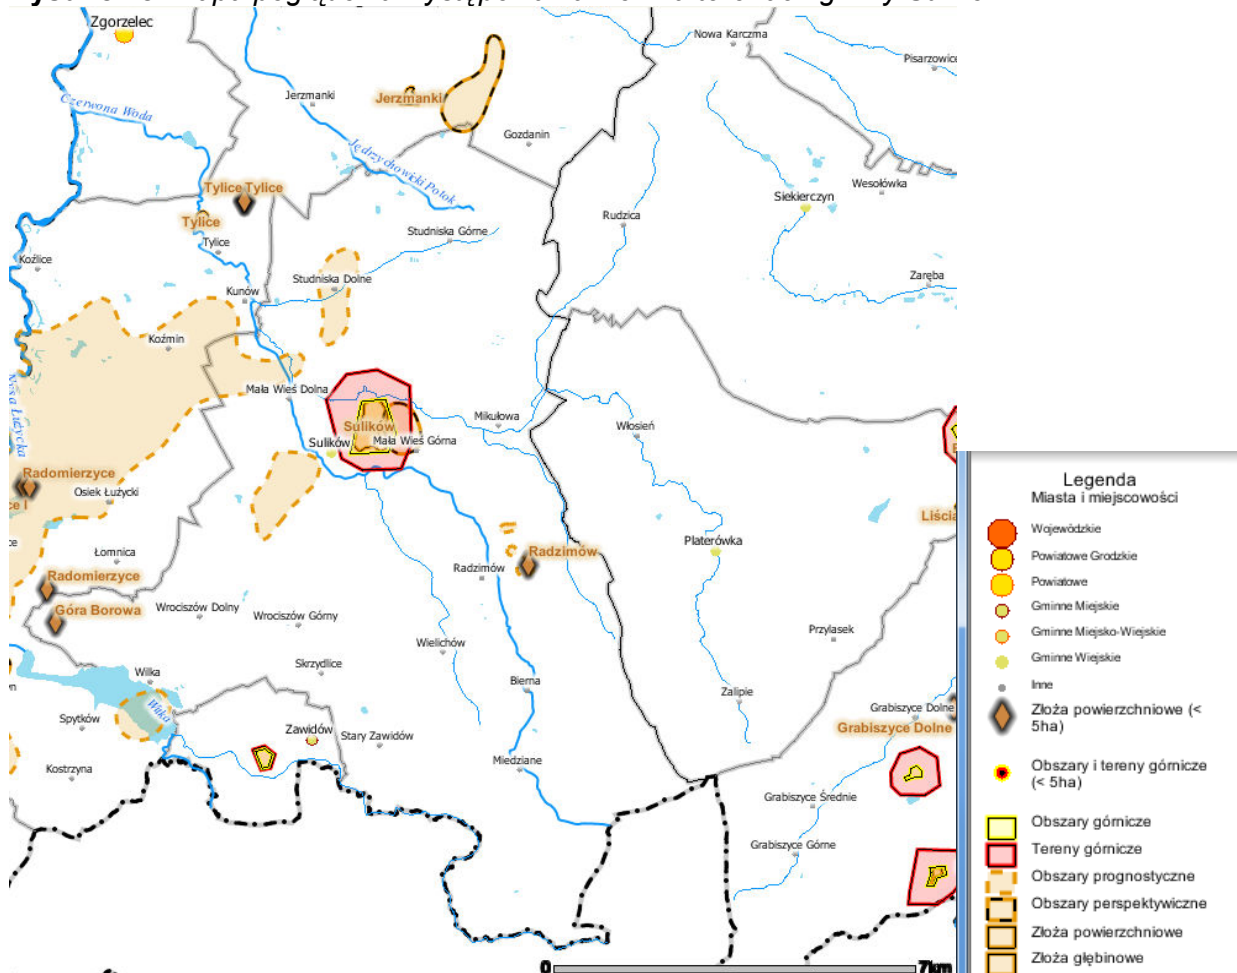 Zgorzelec
Nowa Karczma
Pisarzowice
Czerwona Woda
Jerzmanki
Jerzmanki
Gozdanin
Jędrzychowicki Potok
Tylice Tylice
Wesołówka
Siekierczyn
Tylice
Rudzica
Tylice
Studniska Górne
Koźlice
Studniska Dolne
Zaręba
Kunów
Koźmin
Nysa Łużycka
Mała Wieś Dolna
Mikułowa
Sulików
Włosień
Sulików
Mała Wieś Górna
Radomierzyce
Osiek Łużycki
ce I
Liścia
Łomnica
Radzimów
Platerówka
Radomierzyce
Radzimów
Góra Borowa
Wrociszów Dolny
Wrociszów Górny
Przylasek
Wielichów
Skrzydlice
Wilka
Bierna
Zalipie
Witka
Grabiszyce Dolne
Spytków
Zawidów
Stary Zawidów
Grabiszyce Dolne
Kostrzyna
Miedziane
Grabiszyce Średnie
Grabiszyce Górne
0
7km
Legenda
Miasta i miejscowości
Wojewódzkie
Powiatowe Grodzkie
Powiatowe
Gminne Miejskie
Gminne Miejsko-Wiejskie
Gminne Wiejskie
Inne
Złoża powierzchniowe (<
5ha)
Obszary i tereny górnicze
(< 5ha)
Obszary górnicze
Tereny górnicze
Obszary prognostyczne
Obszary perspektywiczne
Złoża powierzchniowe
Złoża głębinowe